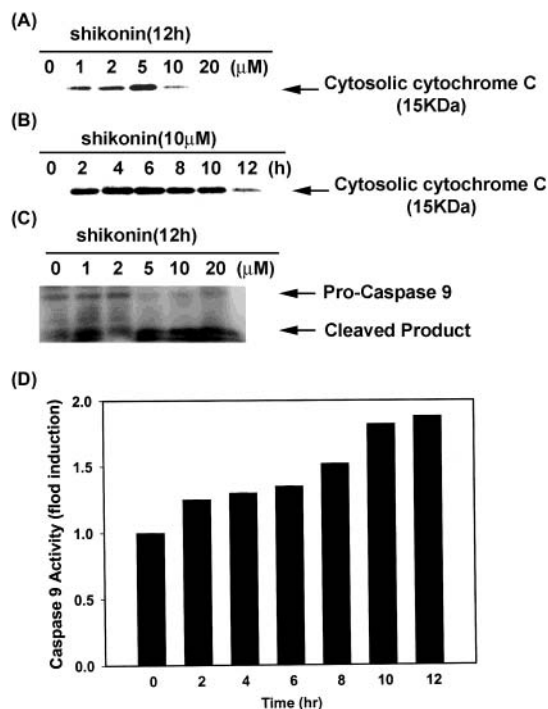 (A)
shikonin(12h)
0 1 2 5 10 20 (μM)
Cytosolic cytochrome C
(15KDa)
(B)
shikonin(10μM)
0 2 4 6 8 10 12 (h)
Cytosolic cytochrome C
(15KDa)
(C)
shikonin(12h)
0 1 2 5 10 20 (μM)
Pro-Caspase 9
Cleaved Product
(D)
Caspase 9 Activity (flod induction)
2.0
1.5
1.0
0.5
0.0
0 2 4 6 8 10 12
Time (hr)